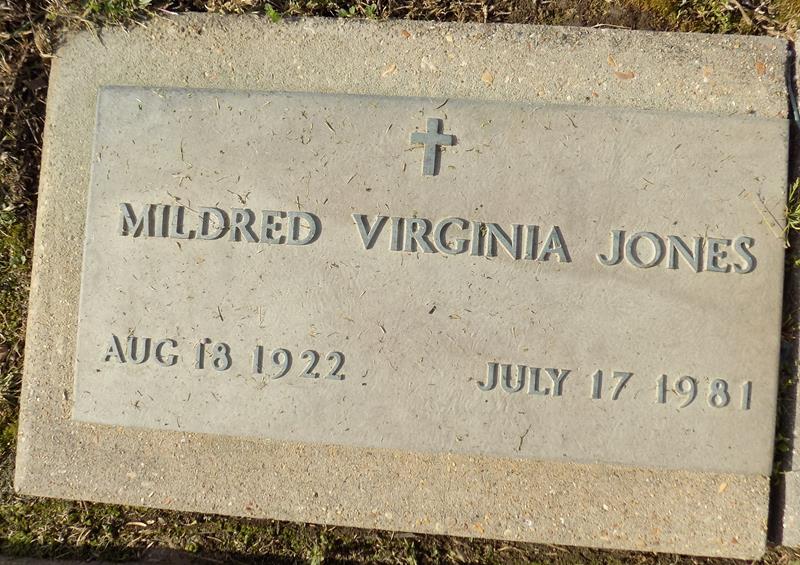 MILDRED VIRGINIA JONES
AUG 18 1922 JULY 17 1981